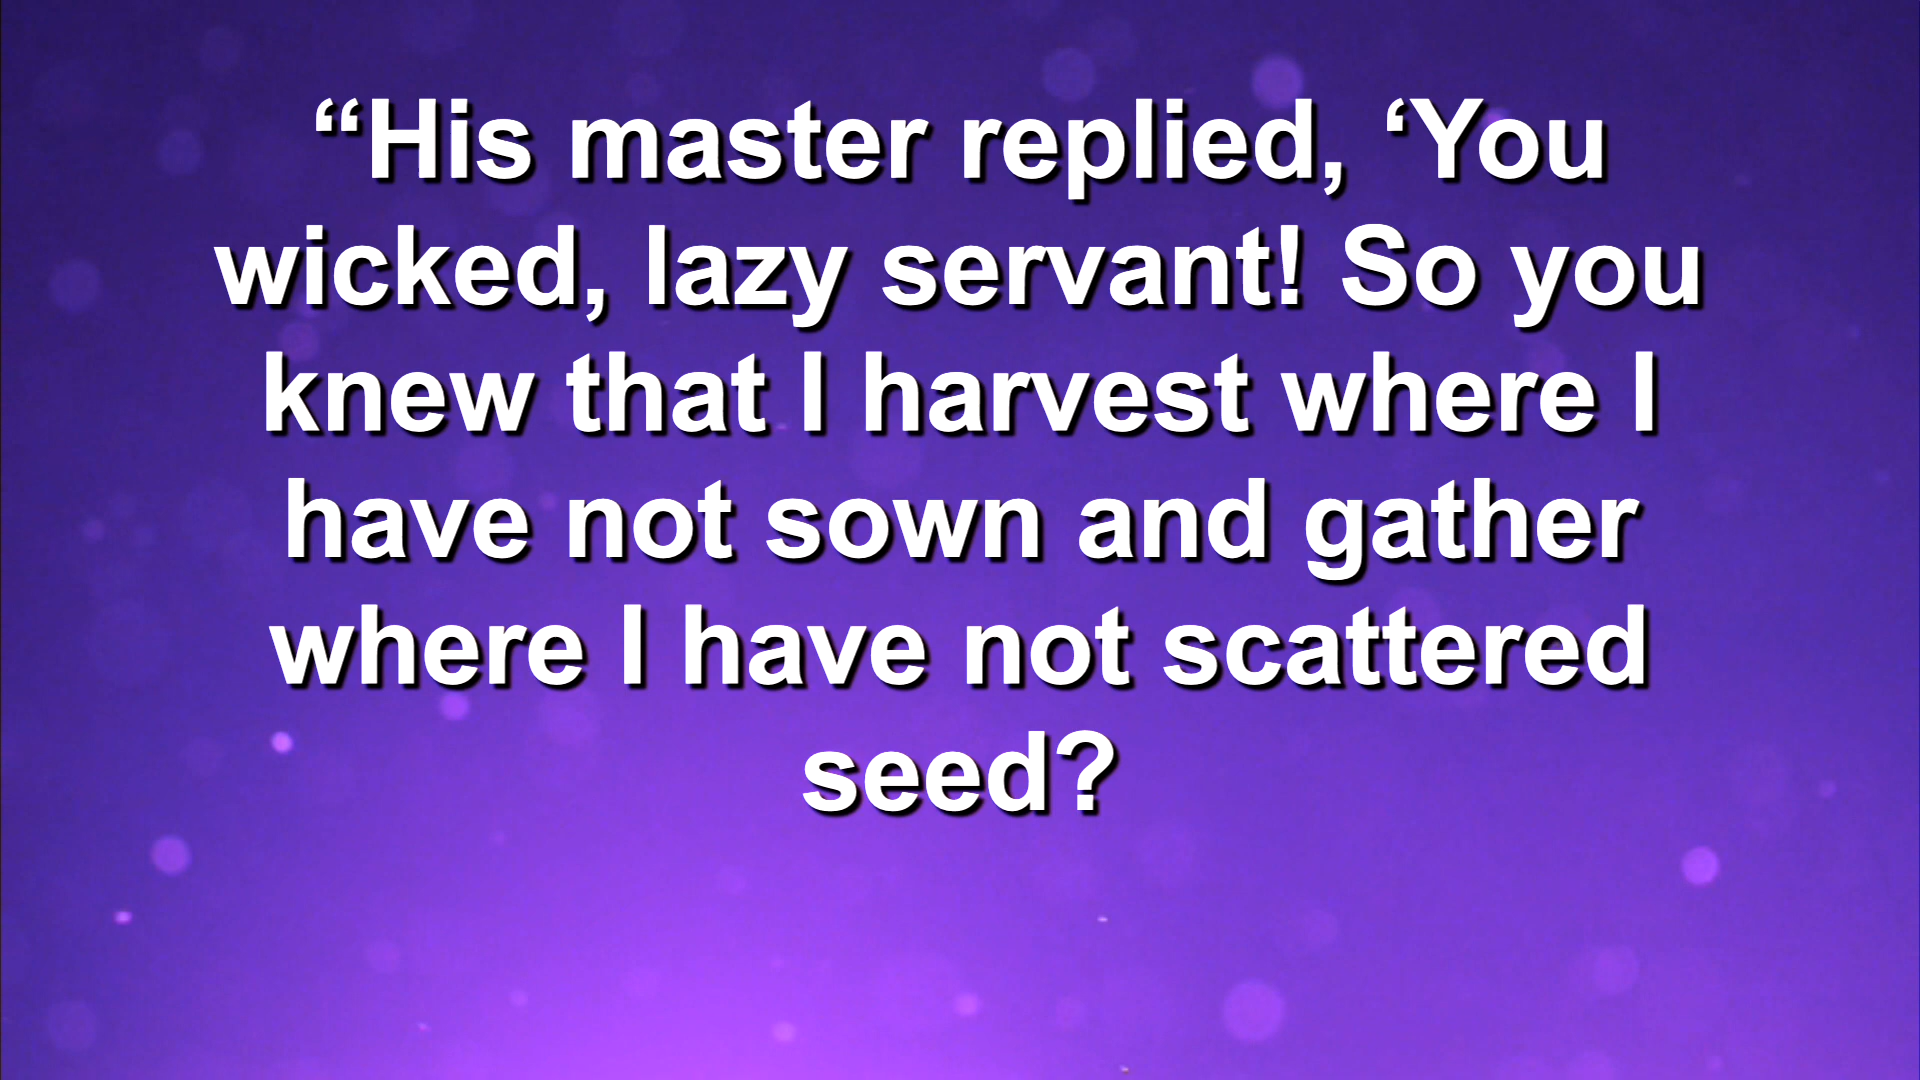 “His master replied, ‘You
wicked, lazy servant! So you
knew that I harvest where I
have not sown and gather
where I have not scattered
seed?